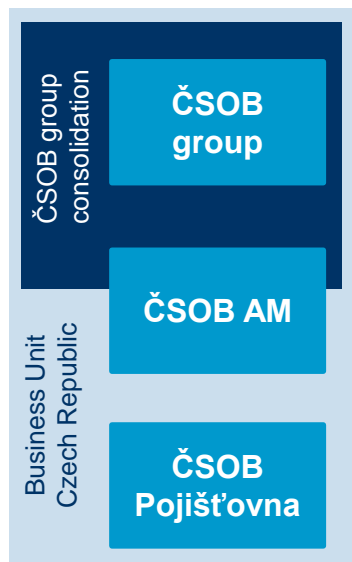 ČSOB group
consolidation
ČSOB
group
ČSOB AM
Business Unit
Czech Republic
ČSOB
Pojišťovna